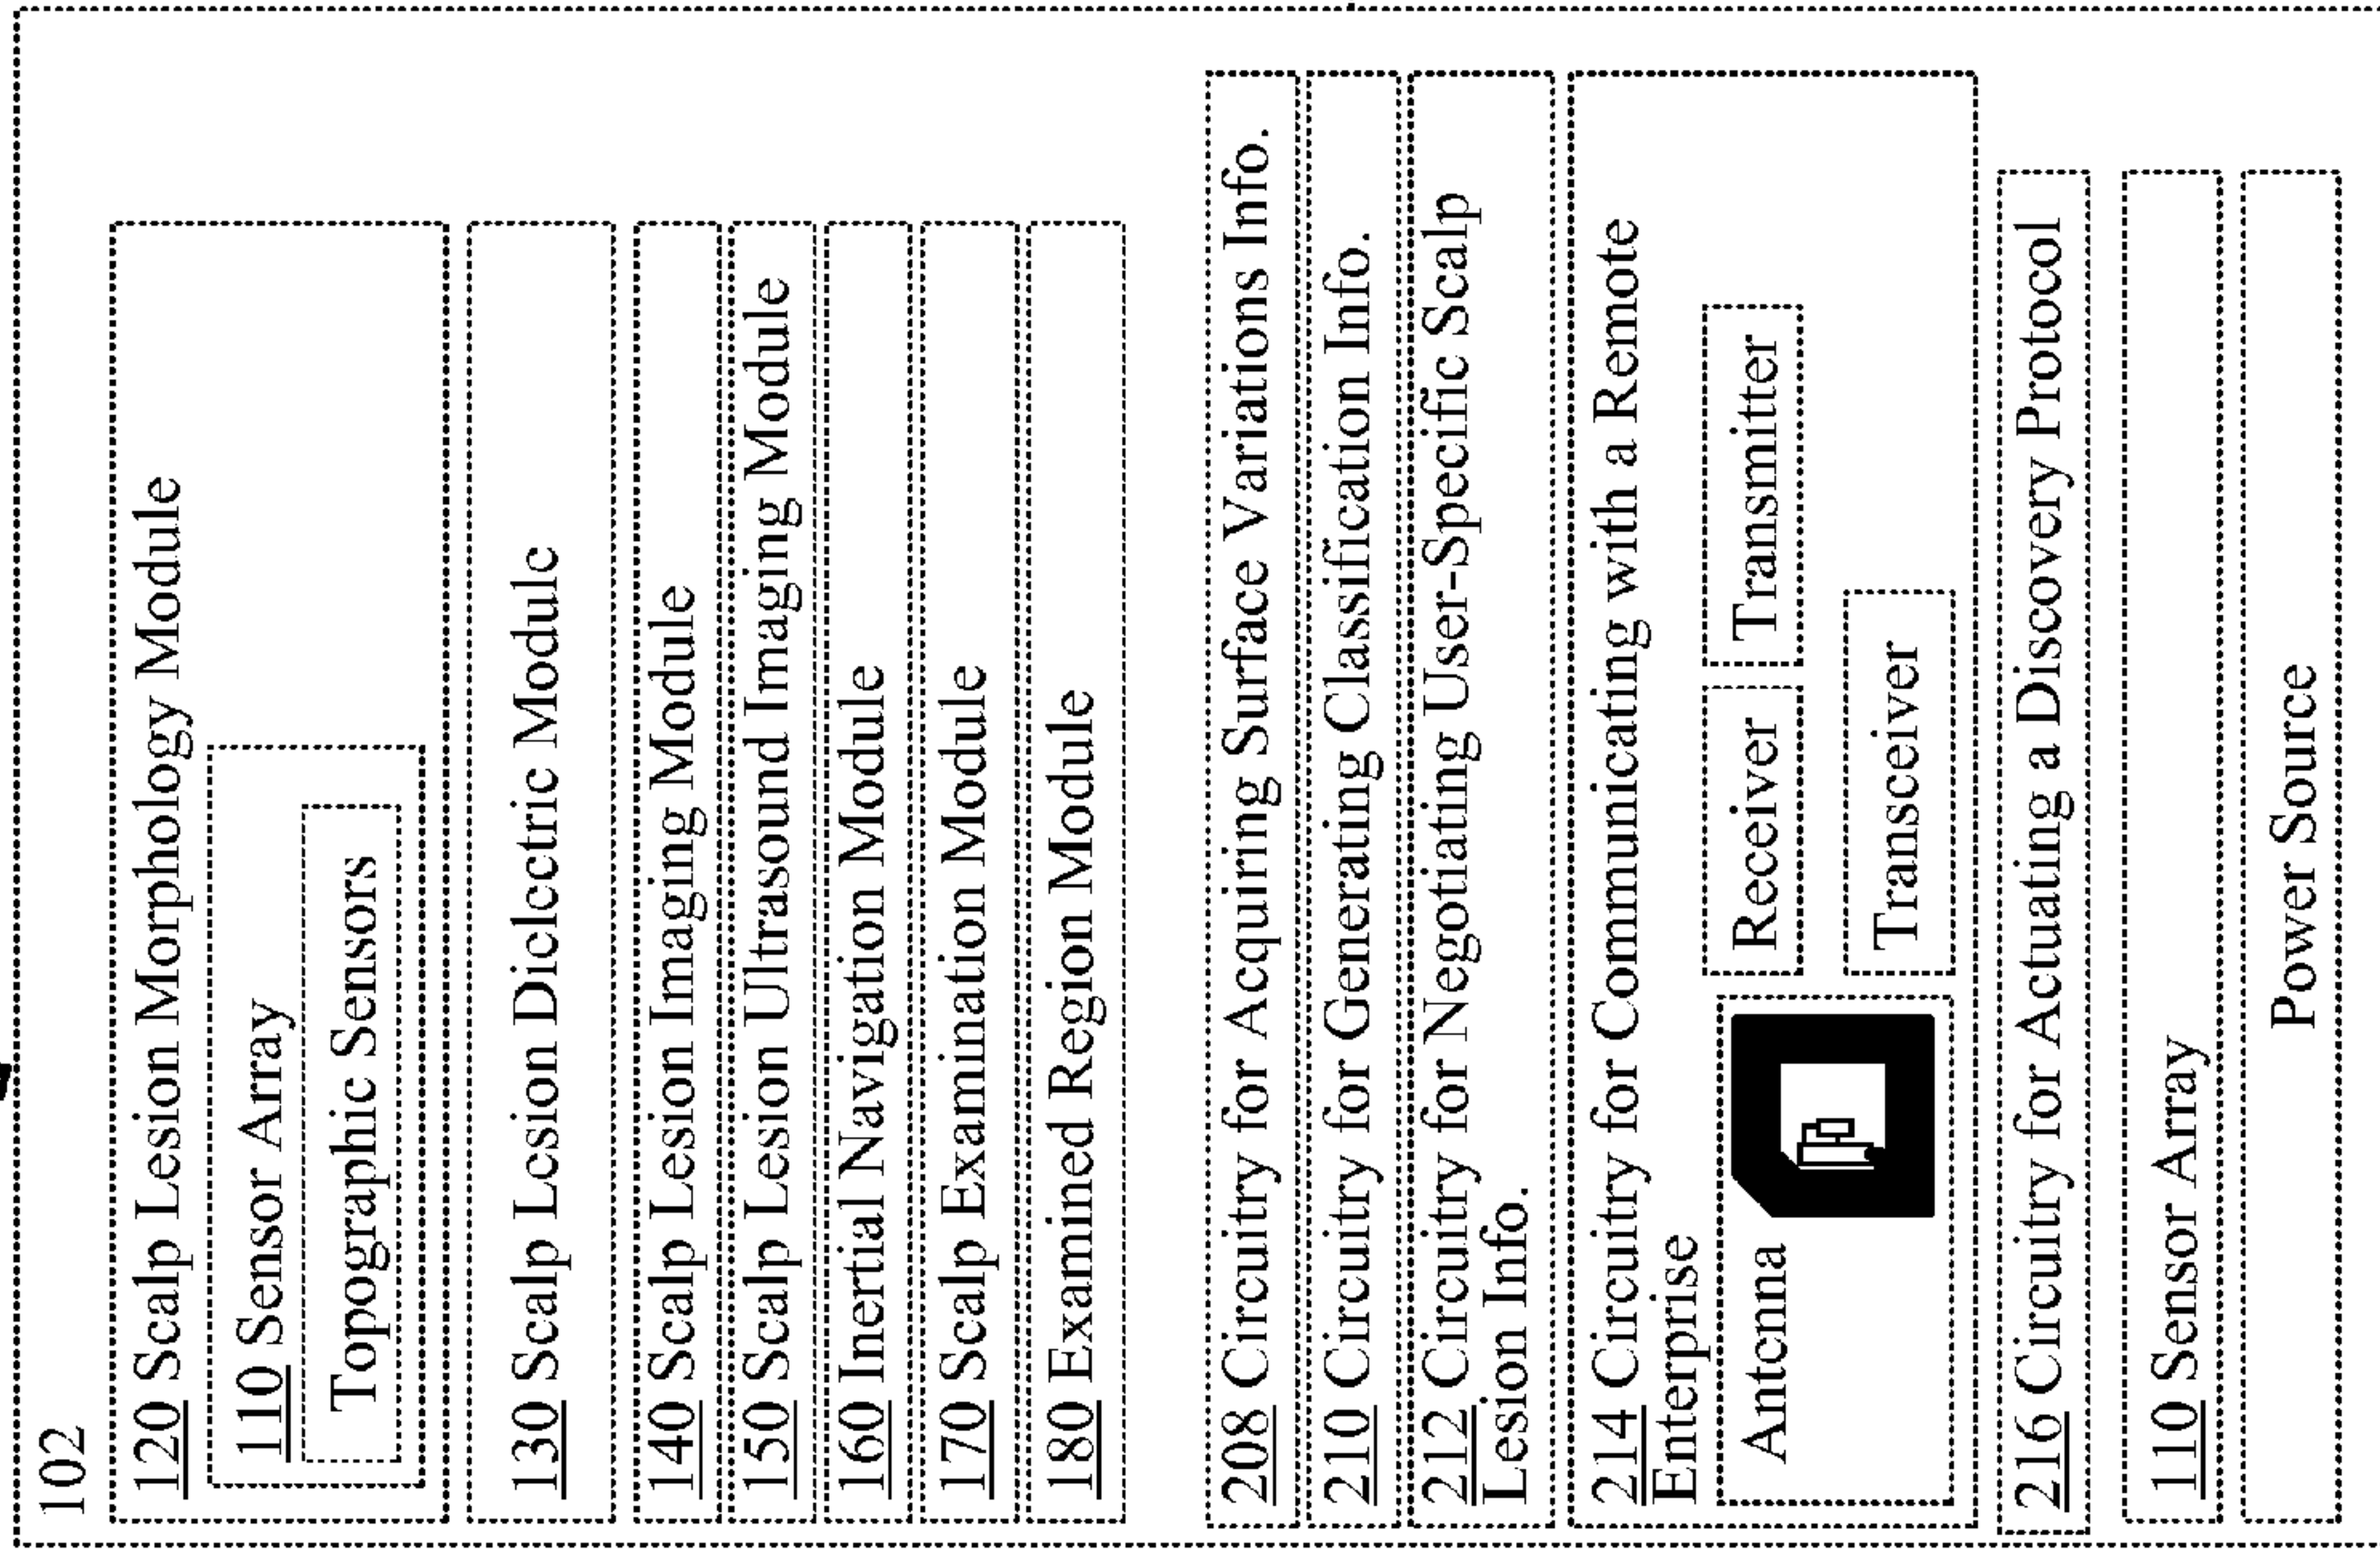 102
120 Scalp Lesion Morphology Module
110 Sensor Array
Topographic Sensors
130 Scalp Lesion Dielectric Module
140 Scalp Lesion Imaging Module
150 Scalp Lesion Ultrasound Imaging Module
160 Inertial Navigation Module
170 Scalp Examination Module
180 Examined Region Module
208 Circuitry for Acquiring Surface Variations Info.
210 Circuitry for Generating Classification Info.
212 Circuitry for Negotiating User-Specific Scalp
Lesion Info.
214 Circuitry for Communicating with a Remote
Enterprise
Antenna
Receiver
Transmitter
Transceiver
216 Circuitry for Actuating a Discovery Protocol
110 Sensor Array
Power Source